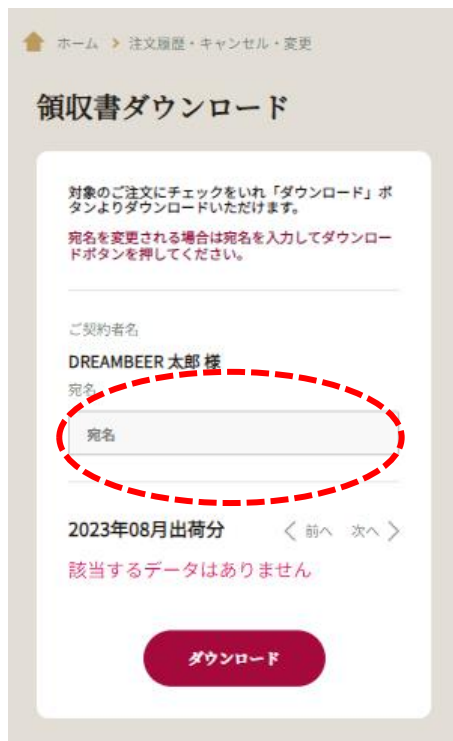 ホーム > 注文履歴・キャンセル・変更
領収書ダウンロード
対象のご注文にチェックをいれ「ダウンロード」ボ
タンよりダウンロードいただけます。
宛名を変更される場合は宛名を入力してダウンロー
ドボタンを押してください。
ご契約者名
DREAMBEER 太郎 様
宛名
宛名
2023年08月出荷分 < 前へ 次へ >
該当するデータはありません
ダウンロード